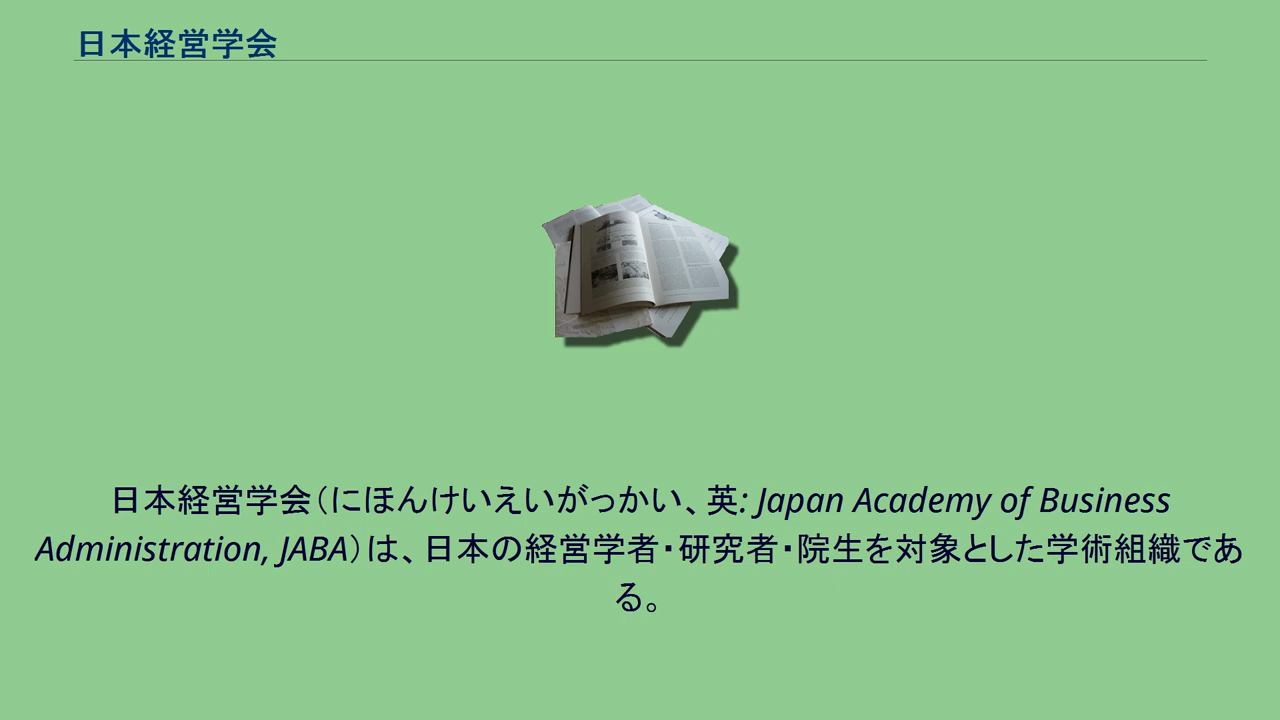 日本経営学会
日本経営学会（にほんけいえいがっかい、英: Japan Academy of Business
Administration, JABA）は、日本の経営学者・研究者・院生を対象とした学術組織であ
る。